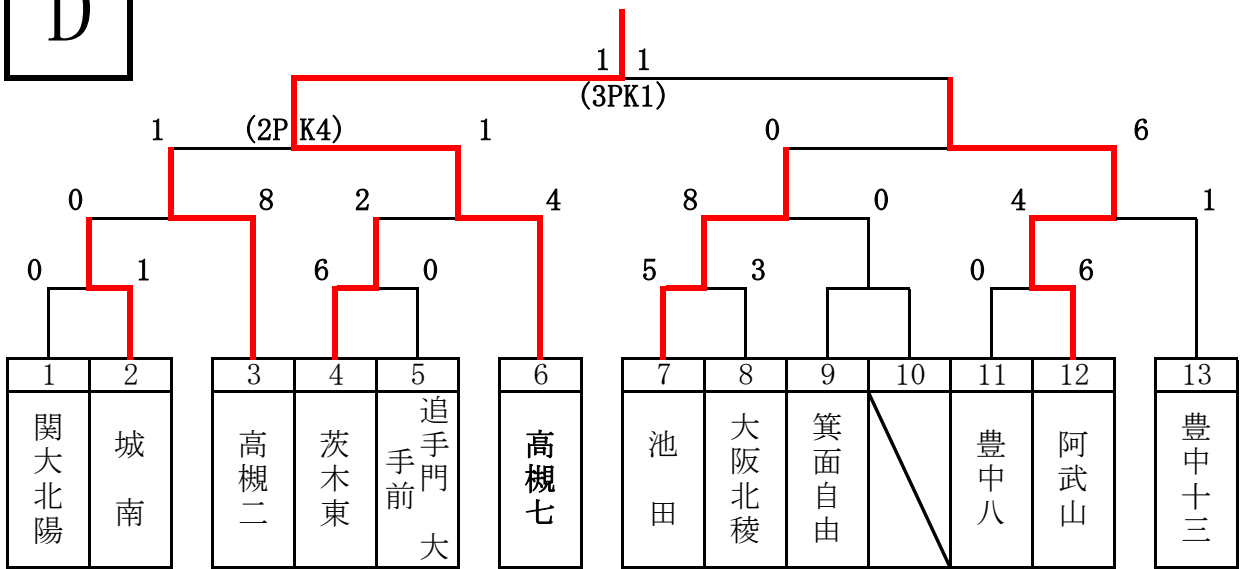 D
1 1
(3PK1)
1 (2PK4) 1 0 6
0 8 2 4 8 0 4 1
0 1 6 0 5 3 0 6
1 2 3 4 5 6 7 8 9 10 11 12 13
関大北陽
城南
高槻二
茨木東
追手門大
手前
高槻七
池田
大阪北稜
箕面自由
豊中八
阿武山
豊中十三